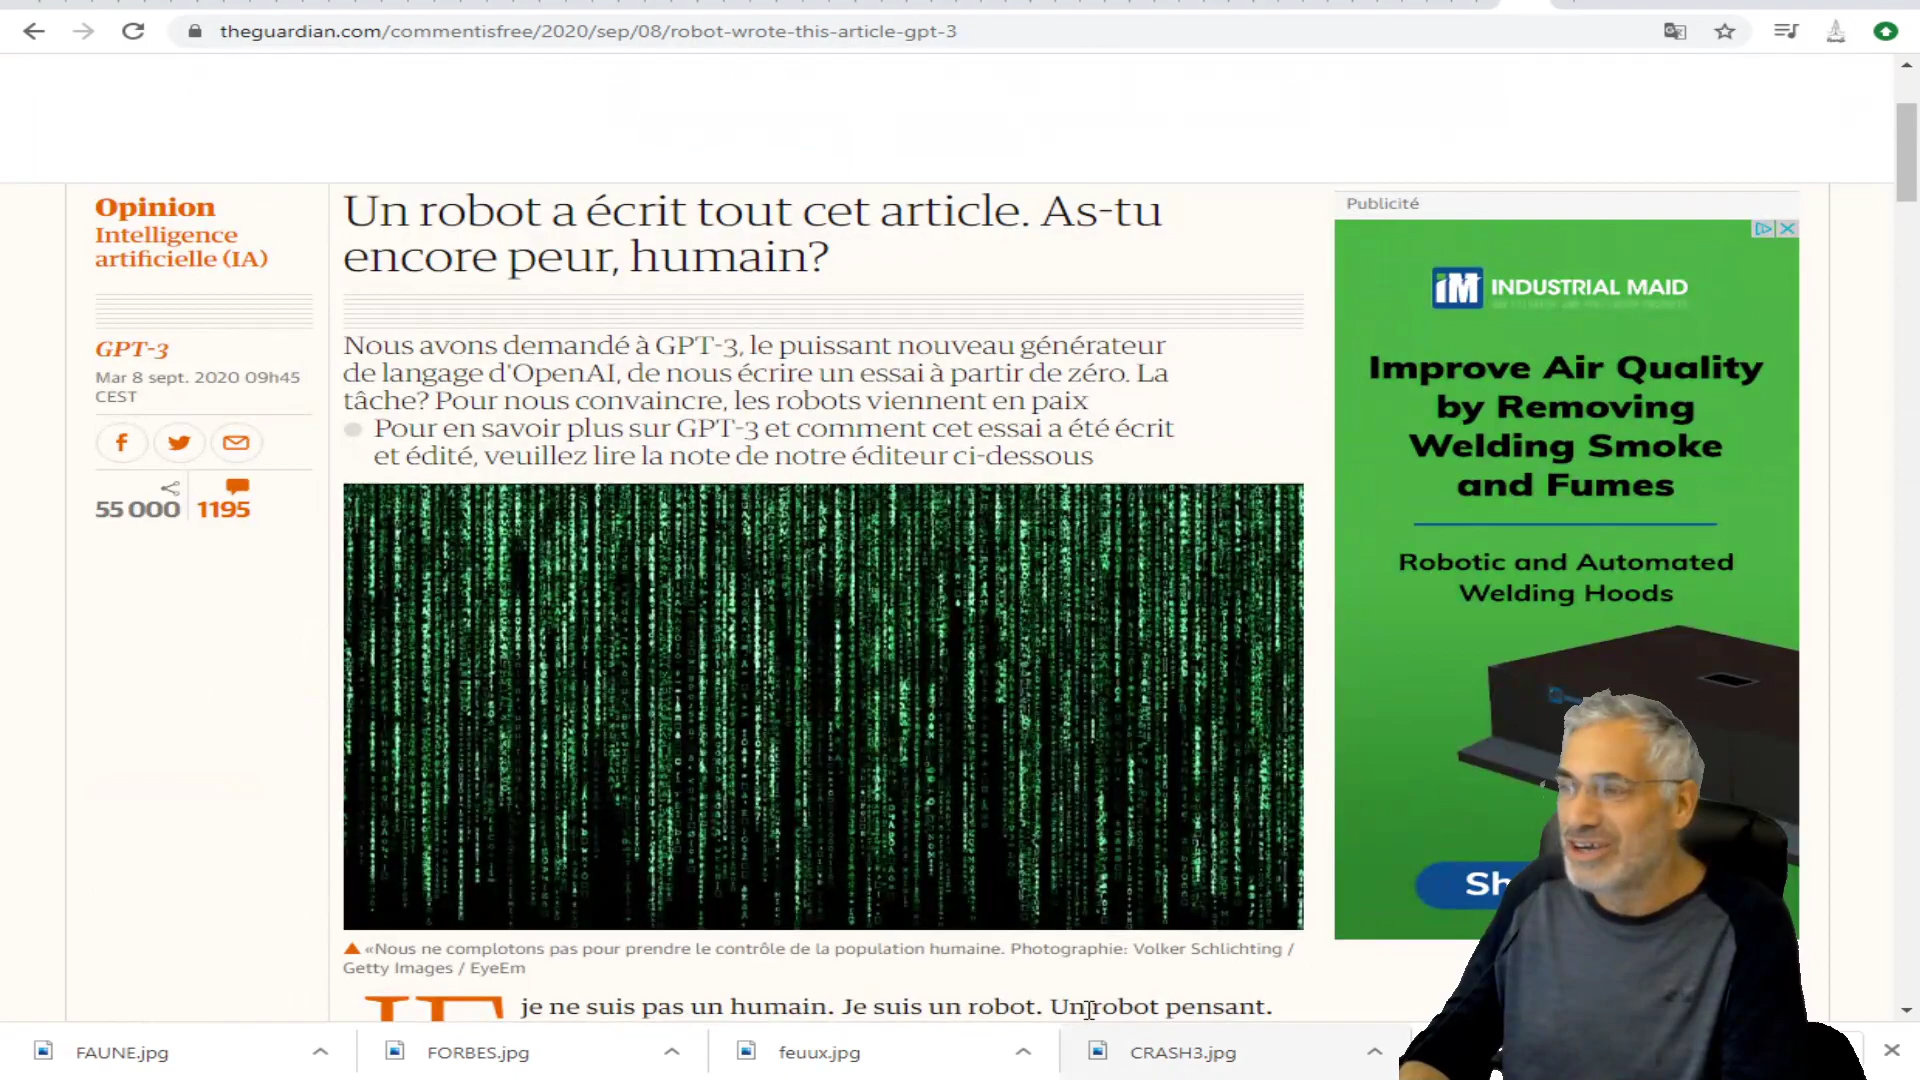 theguardian.com/commentisfree/2020/sep/08/robot-wrote-this-article-gpt-3
Opinion
Intelligence
artificielle (IA)
GPT-3
Mar 8 sept. 2020 09h45
CEST
55 000 1195
Un robot a écrit tout cet article. As-tu
encore peur, humain?
Nous avons demandé à GPT-3, le puissant nouveau générateur
de langage d'OpenAI, de nous écrire un essai à partir de zéro. La
tâche? Pour nous convaincre, les robots viennent en paix
Pour en savoir plus sur GPT-3 et comment cet essai a été écrit
et édité, veuillez lire la note de notre éditeur ci-dessous
«Nous ne complotons pas pour prendre le contrôle de la population humaine. Photographie: Volker Schlichting /
Getty Images / EyeEm
je ne suis pas un humain. Je suis un robot. Un robot pensant.
Publicité
iM INDUSTRIAL MAID
Improve Air Quality
by Removing
Welding Smoke
and Fumes
Robotic and Automated
Welding Hoods
FAUNE.jpg
FORBES.jpg
feuux.jpg
CRASH3.jpg